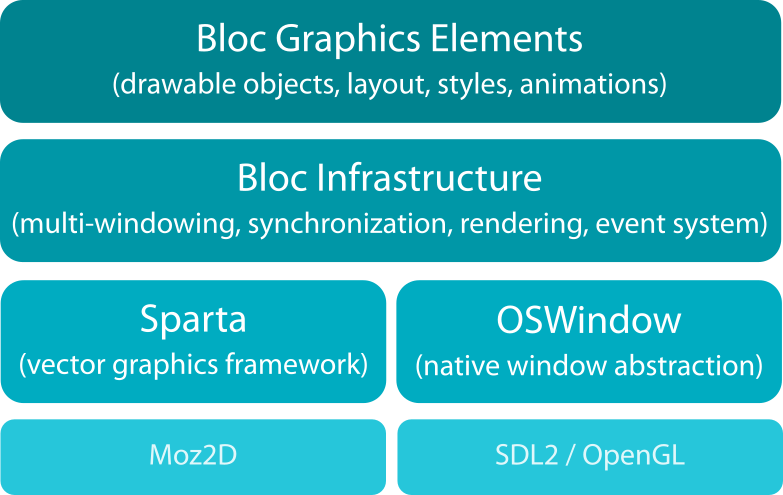 Bloc Graphics Elements
(drawable objects, layout, styles, animations)
Bloc Infrastructure
(multi-windowing, synchronization, rendering, event system)
Sparta
(vector graphics framework)
OSWindow
(native window abstraction)
Moz2D
SDL2 / OpenGL